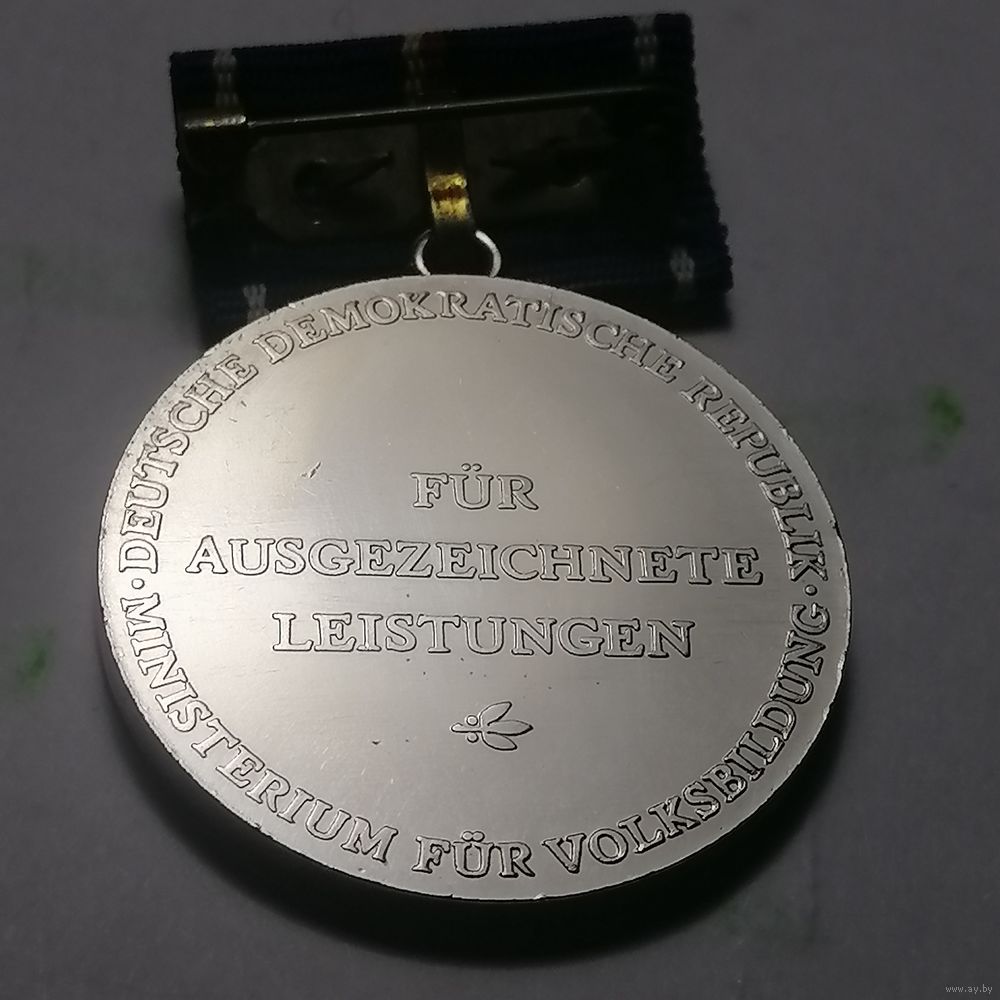 DEUTSCHE DEMOKRATISCHE REPUBLIK ·
MINISTERIUM FÜR VOLKSBILDUNG ·
FÜR
AUSGEZEICHNETE
LEISTUNGEN
www.ay.by